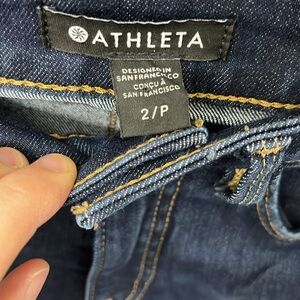 ATHLETA
DESIGNED IN
SAN FRANCISCO
CONÇU À
SAN FRANCISCO
2/P